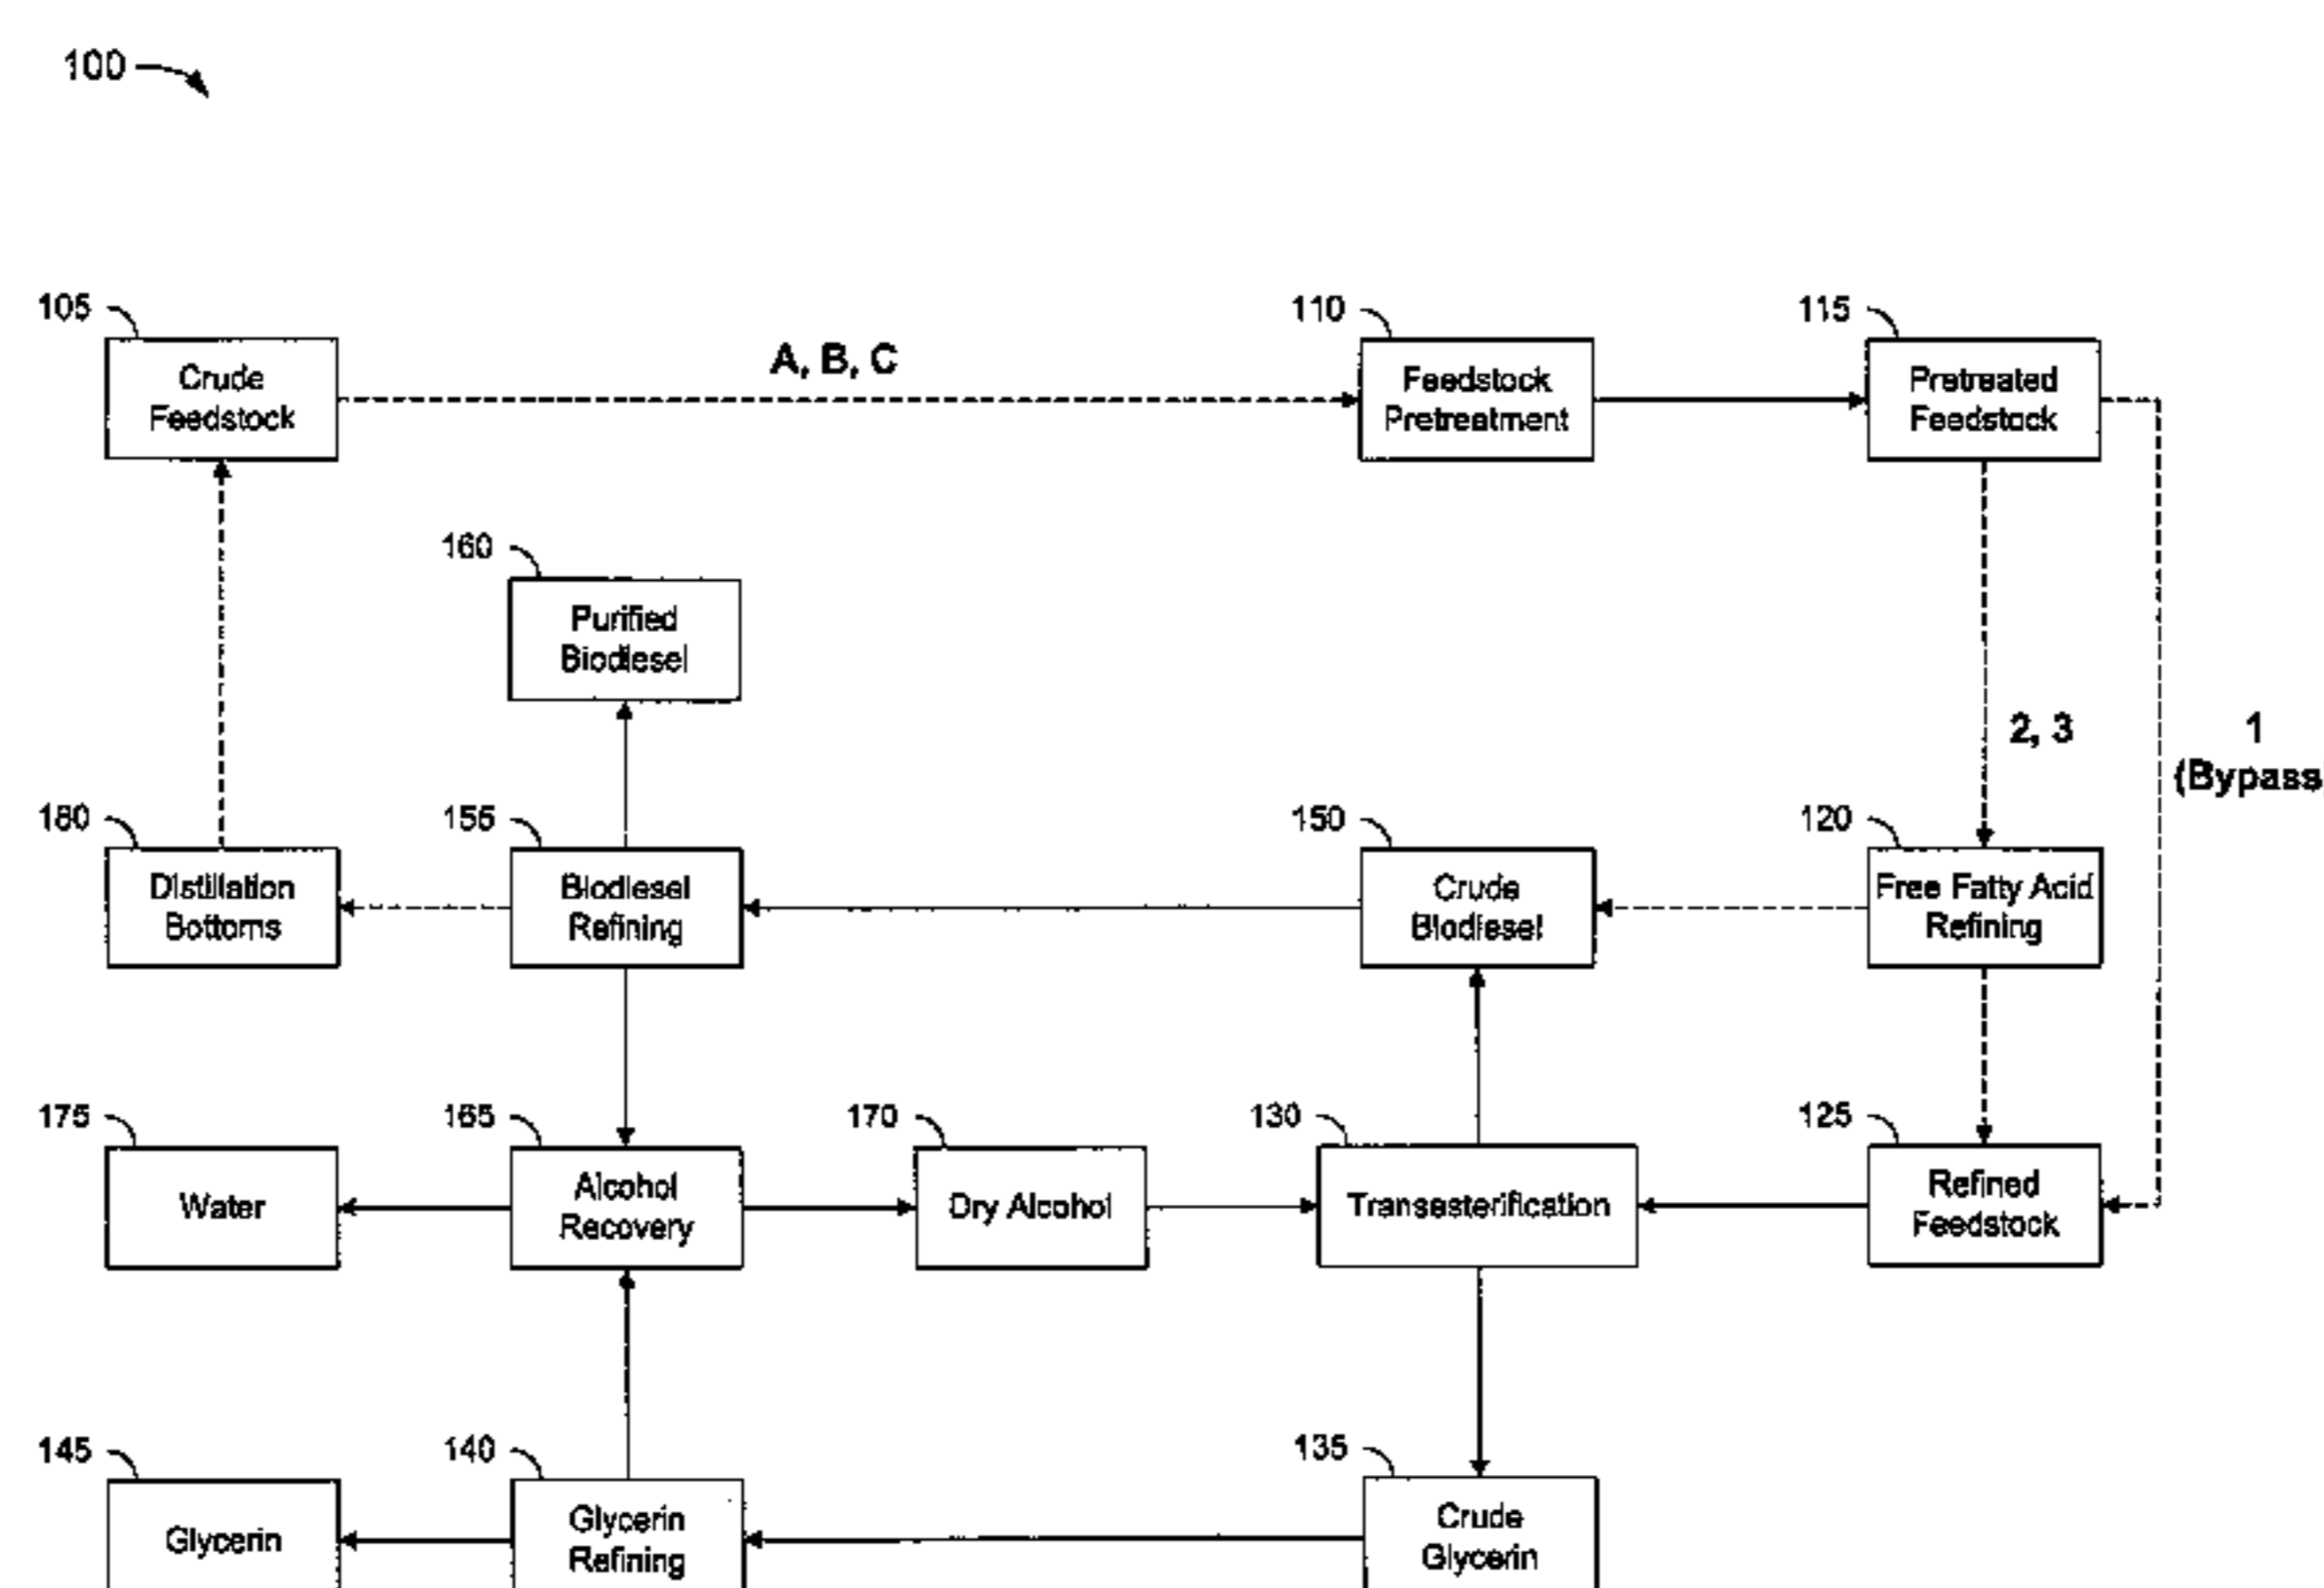 100
105
110
115
Crude
Feedstock
A, B, C
Feedstock
Pretreatment
Pretreated
Feedstock
160
Purified
Biodiesel
2, 3
1
(Bypass
180
155
150
120
Distillation
Bottoms
Biodiesel
Refining
Crude
Biodiesel
Free Fatty Acid
Refining
175
165
170
130
125
Water
Alcohol
Recovery
Dry Alcohol
Transesterification
Refined
Feedstock
145
140
135
Glycerin
Glycerin
Refining
Crude
Glycerin